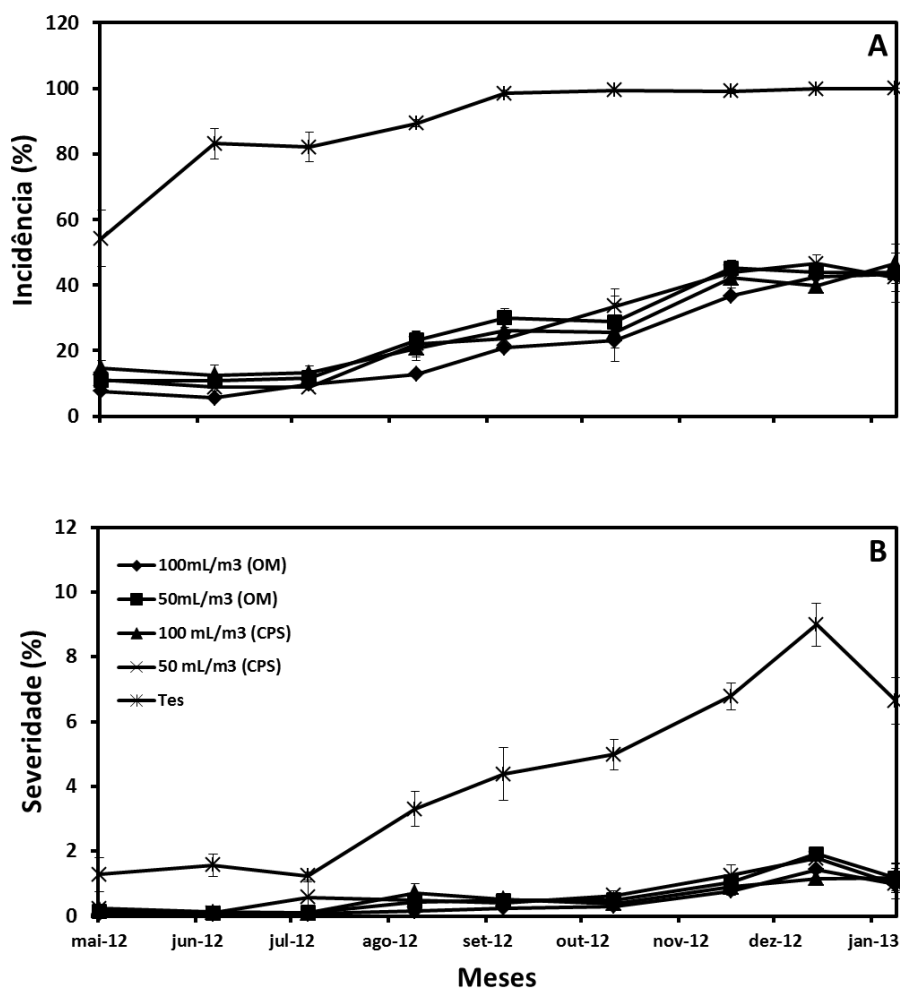 A
Incidência (%)
120
100
80
60
40
20
0
B
Severidade (%)
12
10
8
6
4
2
0
100mL/m3 (OM)
50mL/m3 (OM)
100 mL/m3 (CPS)
50 mL/m3 (CPS)
Tes
mai-12 jun-12 jul-12 ago-12 set-12 out-12 nov-12 dez-12 jan-13
Meses